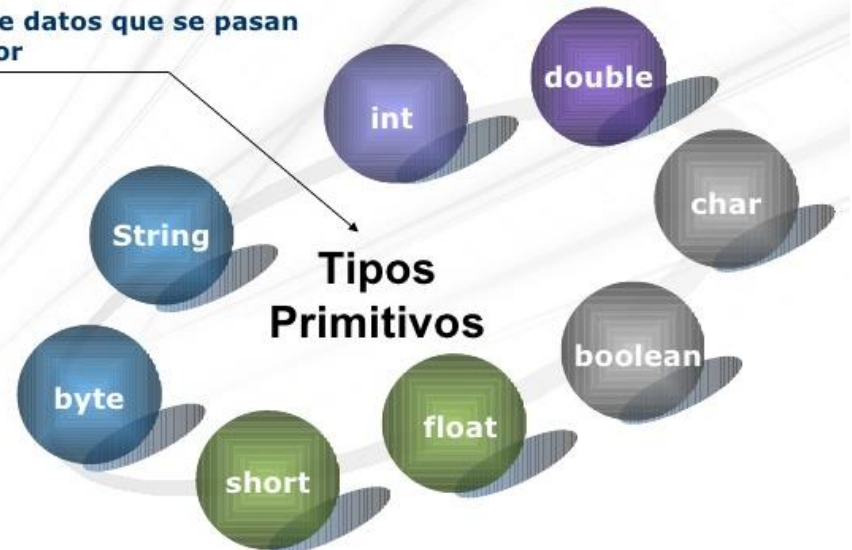 e datos que se pasan
or
int
double
String
char
Tipos
Primitivos
boolean
byte
float
short